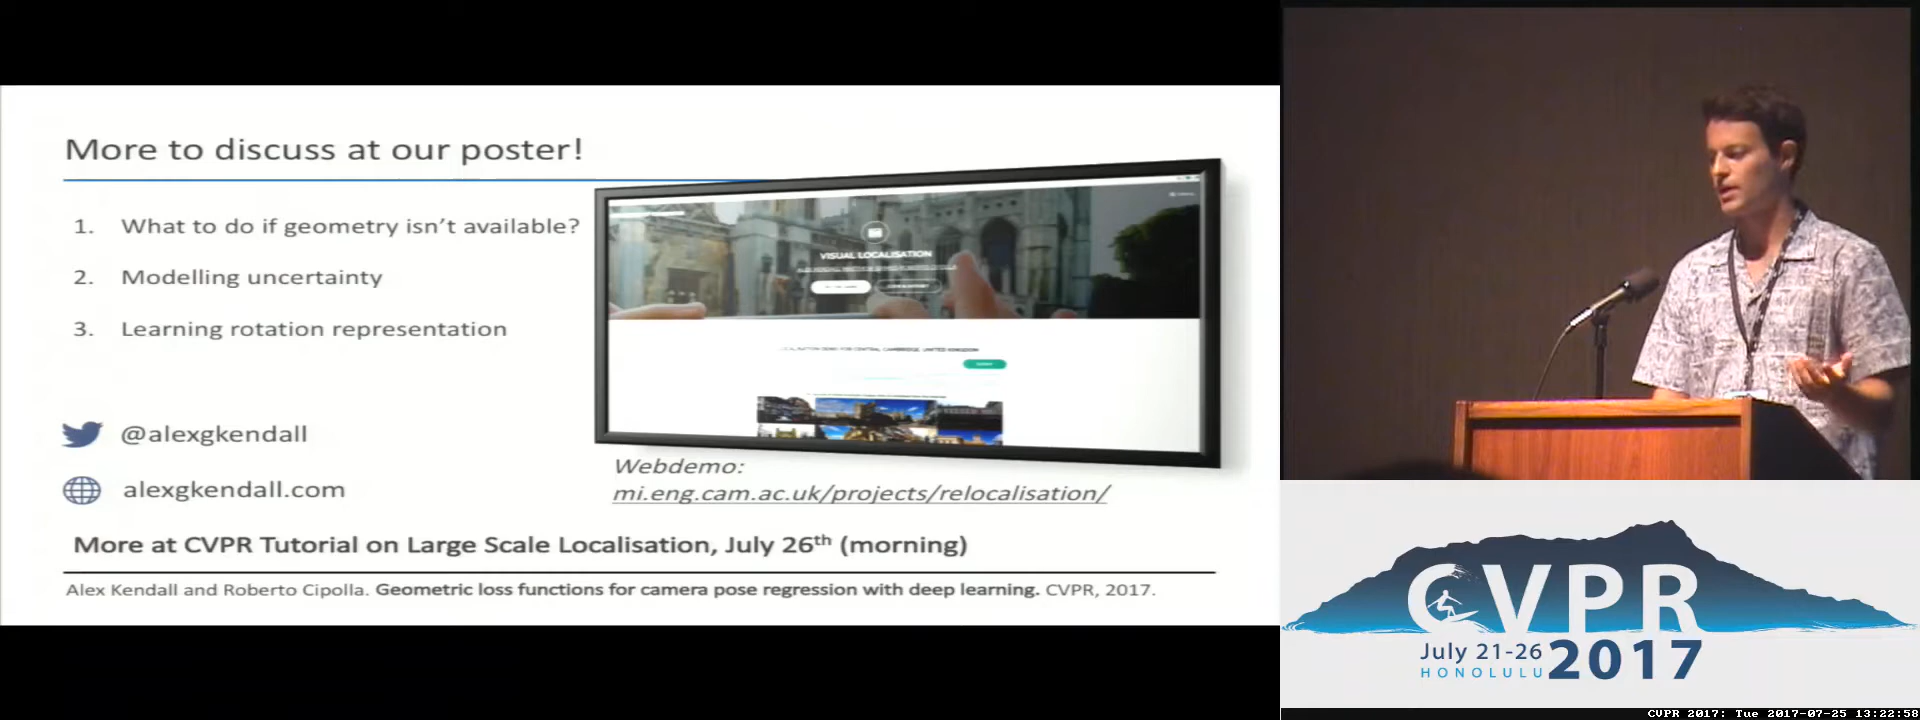 More to discuss at our poster!
1. What to do if geometry isn't available?
2. Modelling uncertainty
3. Learning rotation representation
VISUAL LOCALISATION
@alexgkendall
alexgkendall.com
Webdemo:
mi.eng.cam.ac.uk/projects/relocalisation/
More at CVPR Tutorial on Large Scale Localisation, July 26th (morning)
Alex Kendall and Roberto Cipolla. Geometric loss functions for camera pose regression with deep learning. CVPR, 2017.
CVPR
July 21-26
HONOLULU
2017
CVPR 2017: Tue 2017-07-25 13:22:58